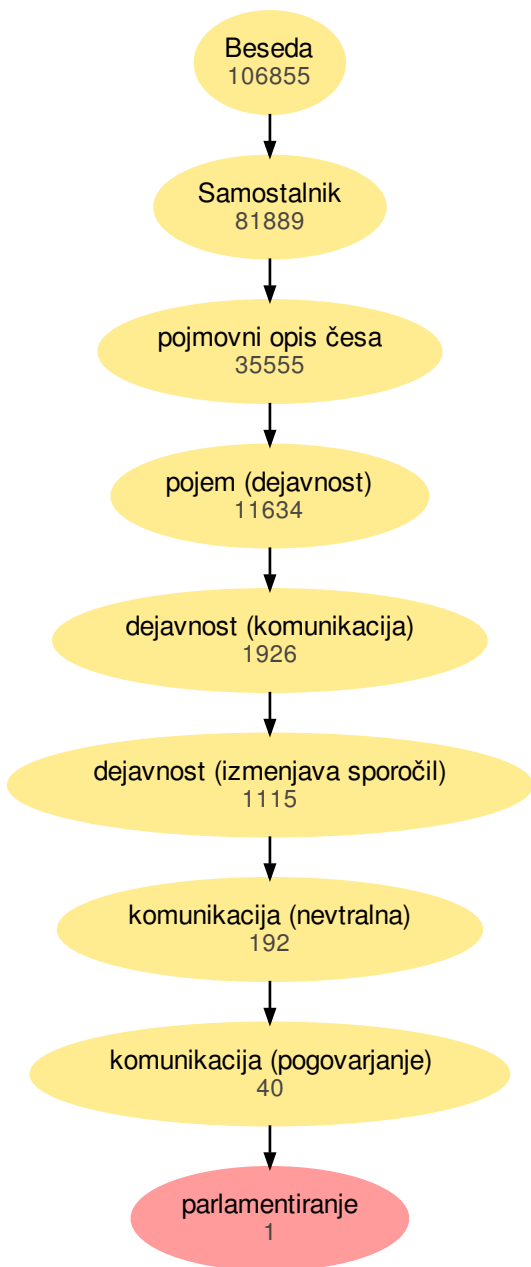 Beseda
106855
Samostalnik
81889
pojmovni opis česa
35555
pojem (dejavnost)
11634
dejavnost (komunikacija)
1926
dejavnost (izmenjava sporočil)
1115
komunikacija (nevtralna)
192
komunikacija (pogovarjanje)
40
parlamentiranje
1